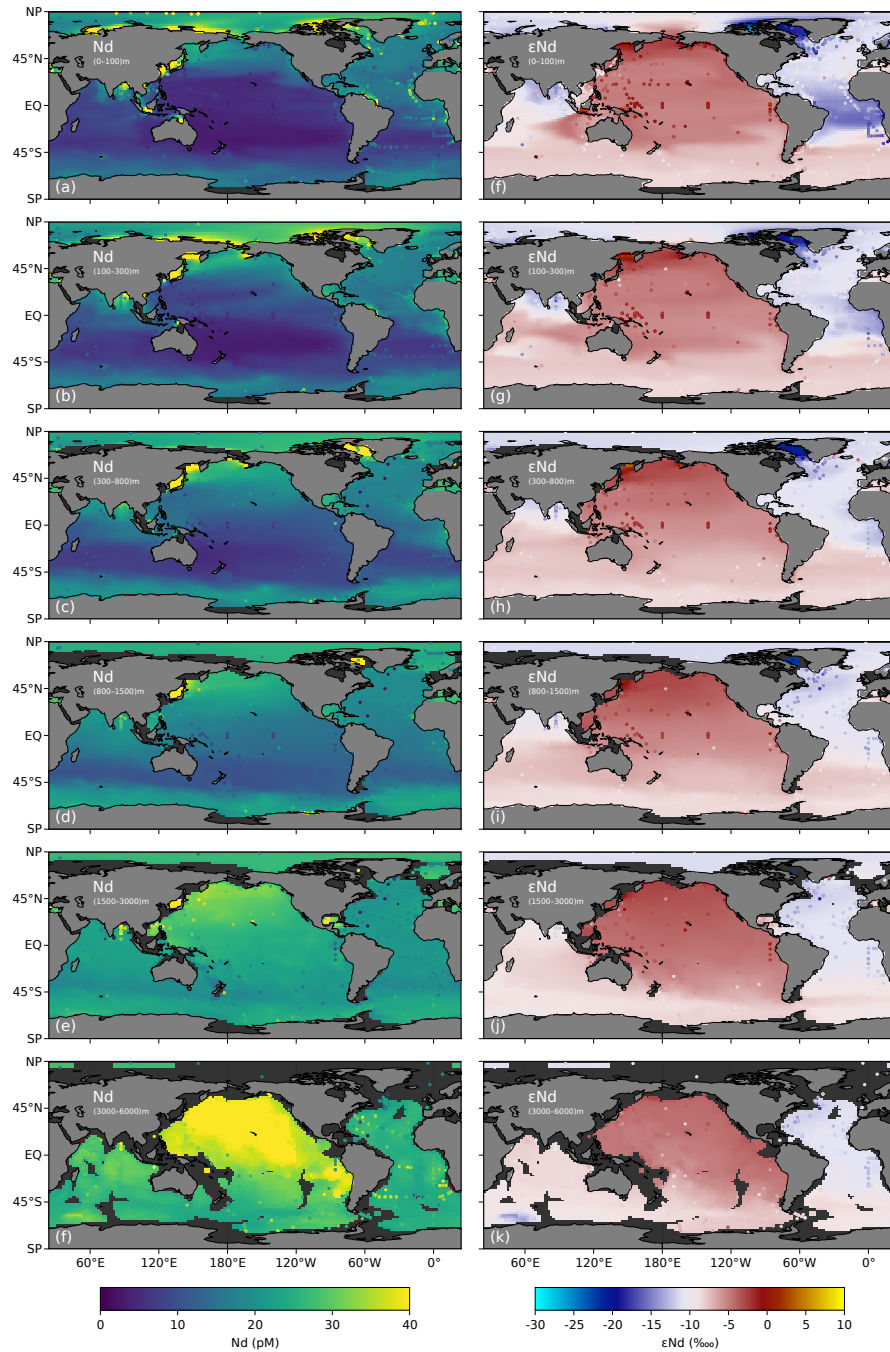 NP
45°N
EQ
45°S
SP
Nd
(0–100)m
(a)
εNd
(0–100)m
(f)
NP
45°N
EQ
45°S
SP
Nd
(100–300)m
(b)
εNd
(100–300)m
(g)
NP
45°N
EQ
45°S
SP
Nd
(300–800)m
(c)
εNd
(300–800)m
(h)
NP
45°N
EQ
45°S
SP
Nd
(800–1500)m
(d)
εNd
(800–1500)m
(i)
NP
45°N
EQ
45°S
SP
Nd
(1500–3000)m
(e)
εNd
(1500–3000)m
(j)
NP
45°N
EQ
45°S
SP
Nd
(3000–6000)m
(f)
εNd
(3000–6000)m
(k)
60°E 120°E 180°W 120°W 60°W 0°
60°E 120°E 180°W 120°W 60°W 0°
0 10 20 30 40
Nd (pM)
-30 -25 -20 -15 -10 -5 0 5 10
εNd (‱)